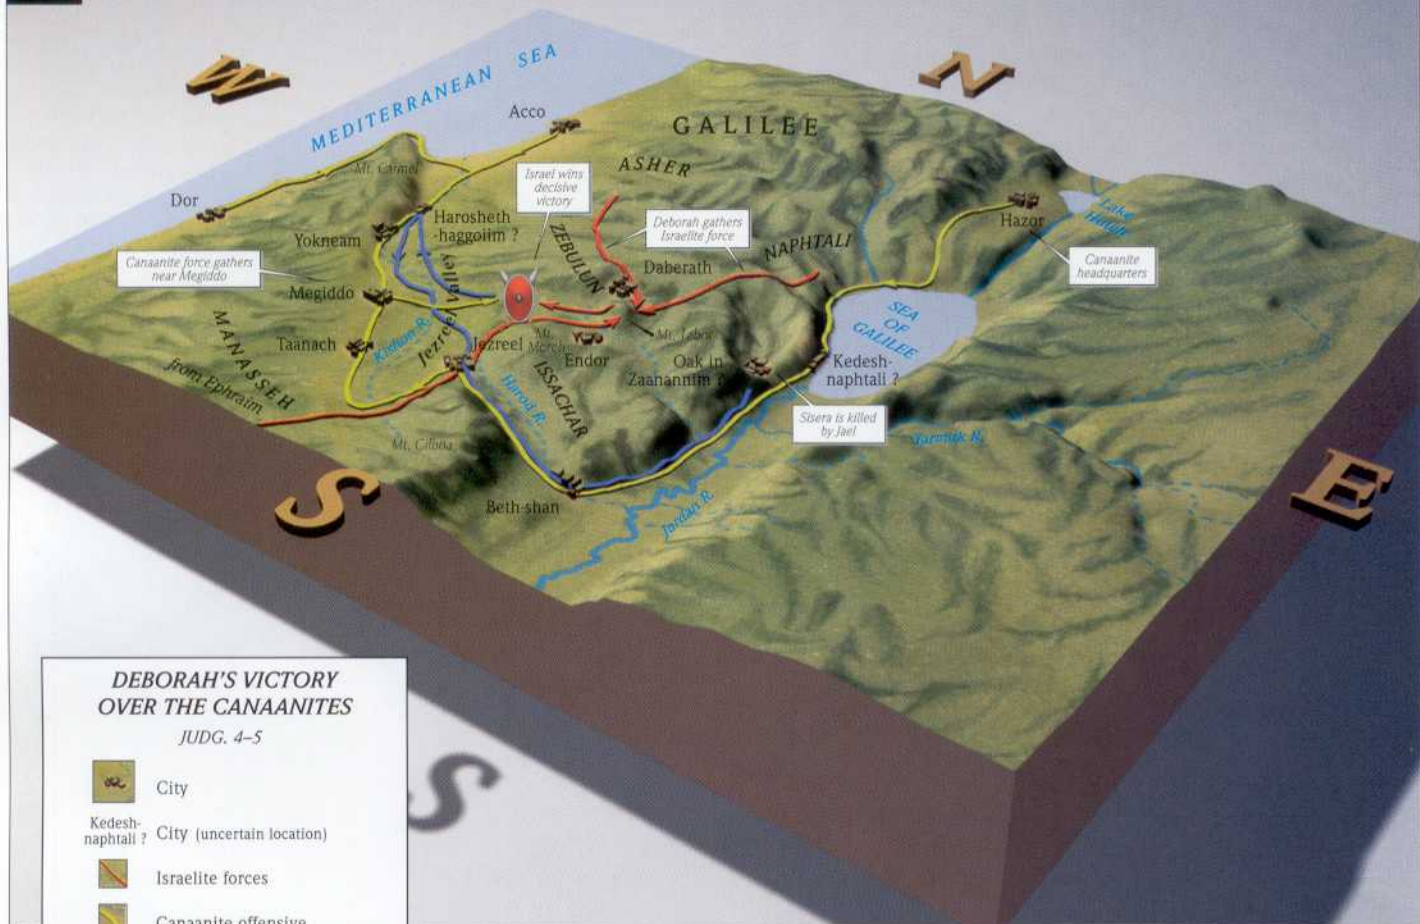 W
N
MEDITERRANEAN SEA
Acco
GALILEE
Mt. Carmel
ASHER
Israel wins
decisive
victory
Dor
Hazor
Lake
Huleh
Harosheth
-haggoiim ?
Deborah gathers
Israelite force
Yokneam
ZEBULUN
NAPHTALI
Canaanite force gathers
near Megiddo
Daberath
Canaanite
headquarters
Megiddo
Jezreel Valley
SEA
OF
GALILEE
MANASSEH
Kishon R.
Taanach
Jezreel
Mt.
Moreh
Mt. Tabor
Endor
Oak in
Zaanannim ?
Kedesh-
naphtali ?
from Ephraim
ISSACHAR
Harod R.
Sisera is killed
by Jael
Yarmuk R.
Mt. Gilboa
S
E
Beth-shan
Jordan R.
DEBORAH'S VICTORY
OVER THE CANAANITES
JUDG. 4–5
City
Kedesh-
naphtali ?
City (uncertain location)
Israelite forces
Canaanite offensive